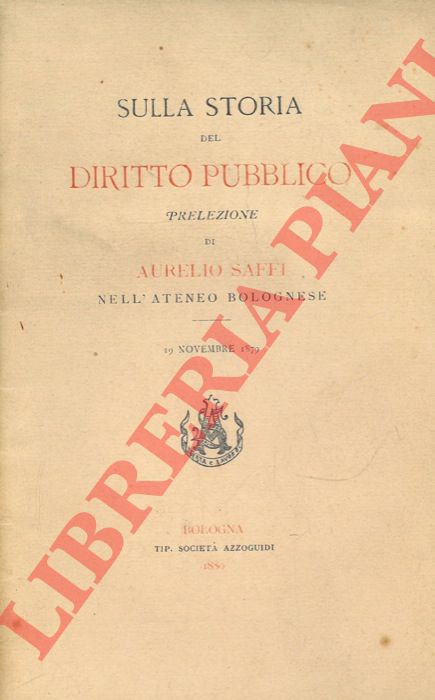 SULLA STORIA
DEL
DIRITTO PUBBLICO
PRELEZIONE
DI
AURELIO SAFFI
NELL'ATENEO BOLOGNESE
19 NOVEMBRE 1879
BOLOGNA
TIP. SOCIETÀ AZZOGUIDI
1880
LIBRERIA PIANI